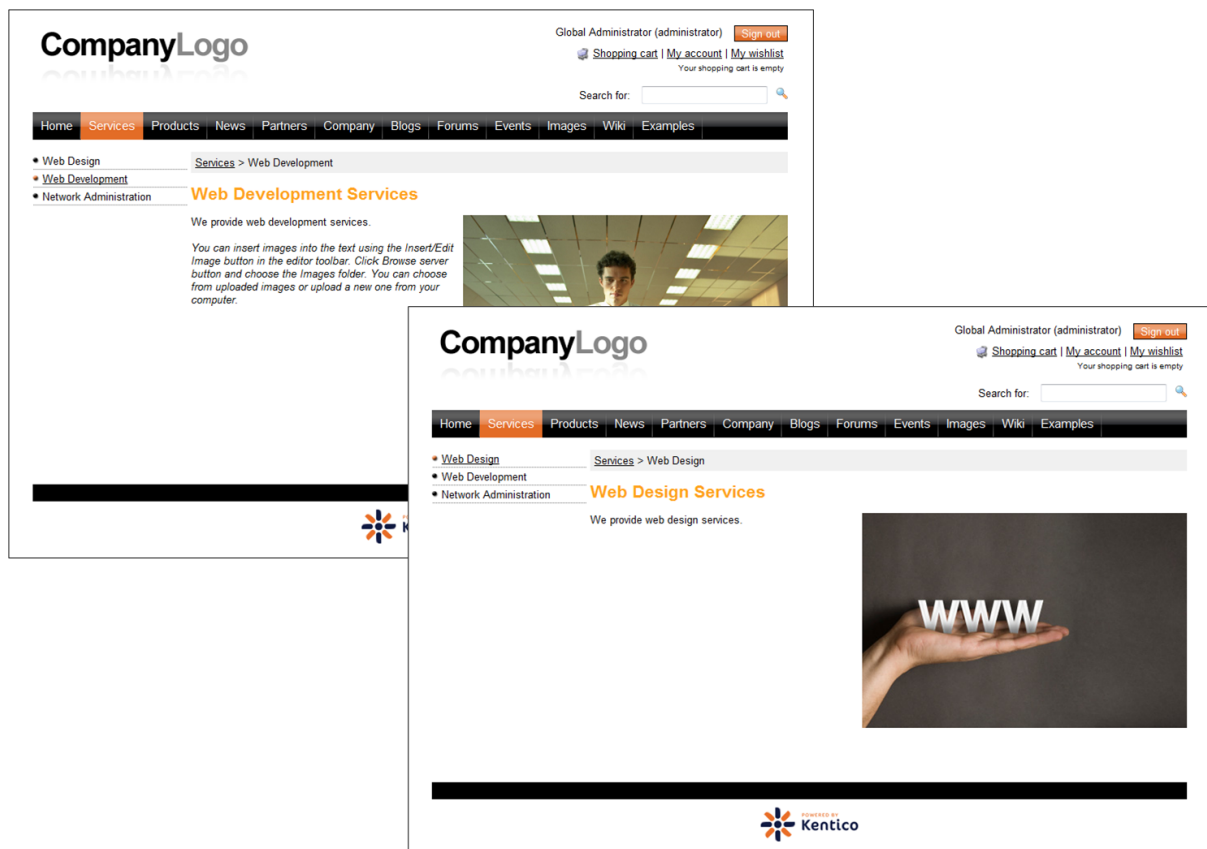 CompanyLogo
Global Administrator (administrator) Sign out
Shopping cart | My account | My wishlist
Your shopping cart is empty
Search for:
Home Services Products News Partners Company Blogs Forums Events Images Wiki Examples
Web Design
Web Development
Network Administration
Services > Web Development
Web Development Services
We provide web development services.
You can insert images into the text using the Insert/Edit
Image button in the editor toolbar. Click Browse server
button and choose the Images folder. You can choose
from uploaded images or upload a new one from your
computer.
CompanyLogo
Global Administrator (administrator) Sign out
Shopping cart | My account | My wishlist
Your shopping cart is empty
Search for:
Home Services Products News Partners Company Blogs Forums Events Images Wiki Examples
Web Design
Web Development
Network Administration
Services > Web Design
Web Design Services
We provide web design services.
WWW
POWERED BY
Kentico